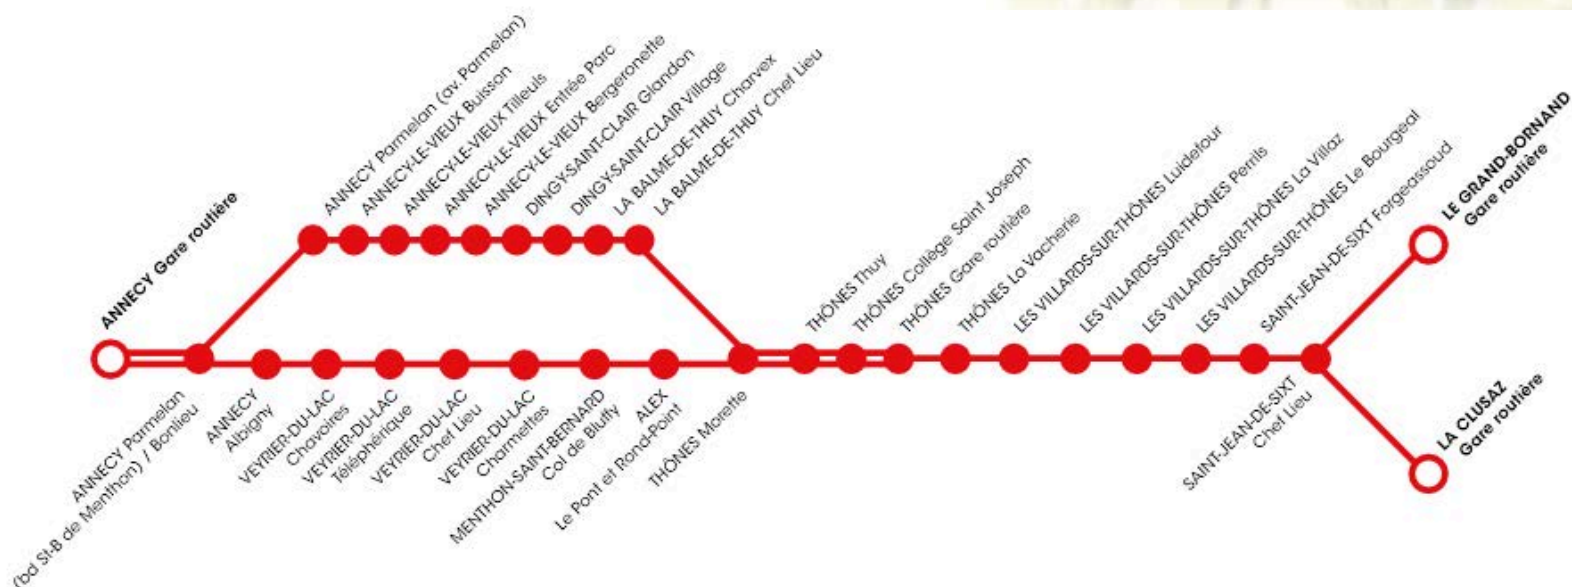 ANNECY Gare routière
ANNECY Parmelan (av. Parmelan)
ANNECY-LE-VIEUX Buisson
ANNECY-LE-VIEUX Tilleuls
ANNECY-LE-VIEUX Entrée Parc
ANNECY-LE-VIEUX Bergeronette
DINGY-SAINT-CLAIR Glandon
DINGY-SAINT-CLAIR Village
LA BALME-DE-THUY Charvex
LA BALME-DE-THUY Chef Lieu
ANNECY Parmelan
(bd St-B de Menthon) / Bonlieu
ANNECY
Albigny
VEYRIER-DU-LAC
Chavoires
VEYRIER-DU-LAC
Téléphérique
VEYRIER-DU-LAC
Chef Lieu
VEYRIER-DU-LAC
Charmettes
MENTHON-SAINT-BERNARD
Col de Bluffy
ALEX
Le Pont et Rond-Point
THÔNES Morette
THÔNES Thuy
THÔNES Collège Saint Joseph
THÔNES Gare routière
THÔNES La Vacherie
LES VILLARDS-SUR-THÔNES Luidefour
LES VILLARDS-SUR-THÔNES Perrils
LES VILLARDS-SUR-THÔNES La Villaz
LES VILLARDS-SUR-THÔNES Le Bourgeal
SAINT-JEAN-DE-SIXT Forgeassoud
SAINT-JEAN-DE-SIXT
Chef Lieu
LE GRAND-BORNAND
Gare routière
LA CLUSAZ
Gare routière